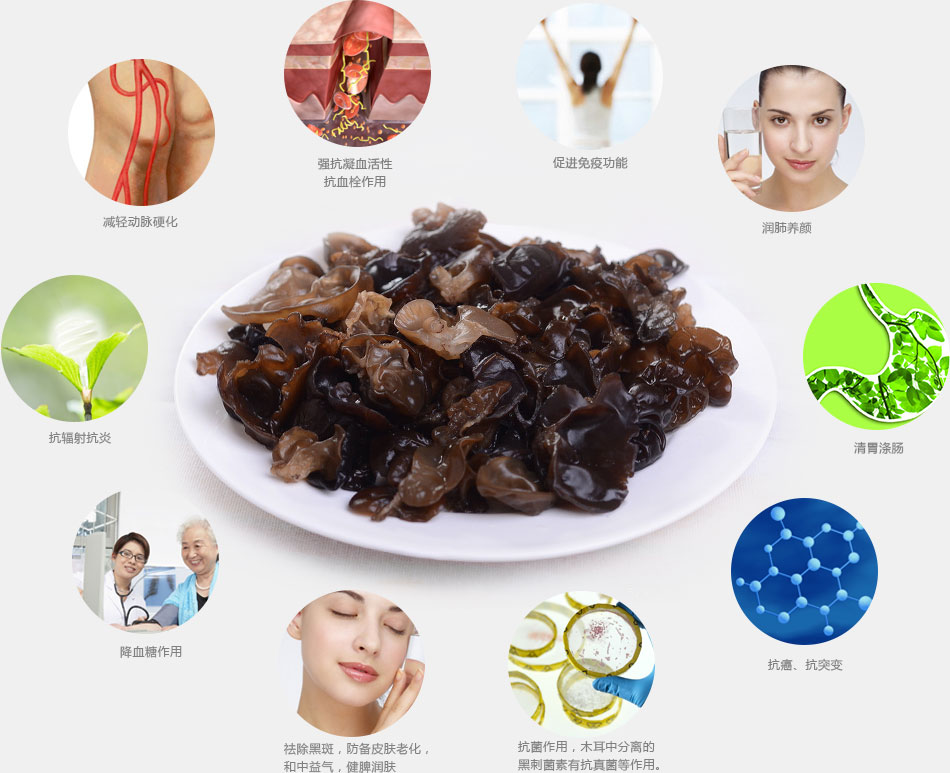 强抗凝血活性
抗血栓作用
促进免疫功能
减轻动脉硬化
润肺养颜
抗辐射抗炎
清胃涤肠
降血糖作用
抗癌、抗突变
祛除黑斑，防备皮肤老化，
和中益气，健脾润肤
抗菌作用，木耳中分离的
黑刺菌素有抗真菌等作用。